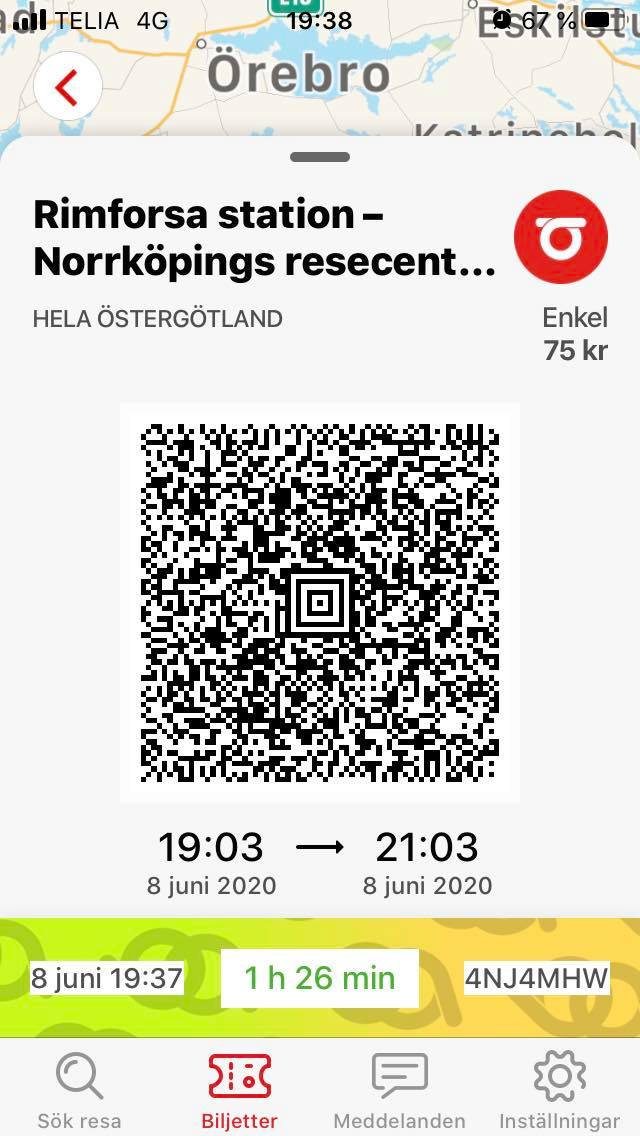 TELIA 4G 19:38 67 %
Örebro
Rimforsa station –
Norrköpings resecent...
HELA ÖSTERGÖTLAND
Enkel
75 kr
19:03 → 21:03
8 juni 2020 8 juni 2020
8 juni 19:37 1 h 26 min 4NJ4MHW
Sök resa Biljetter Meddelanden Inställningar